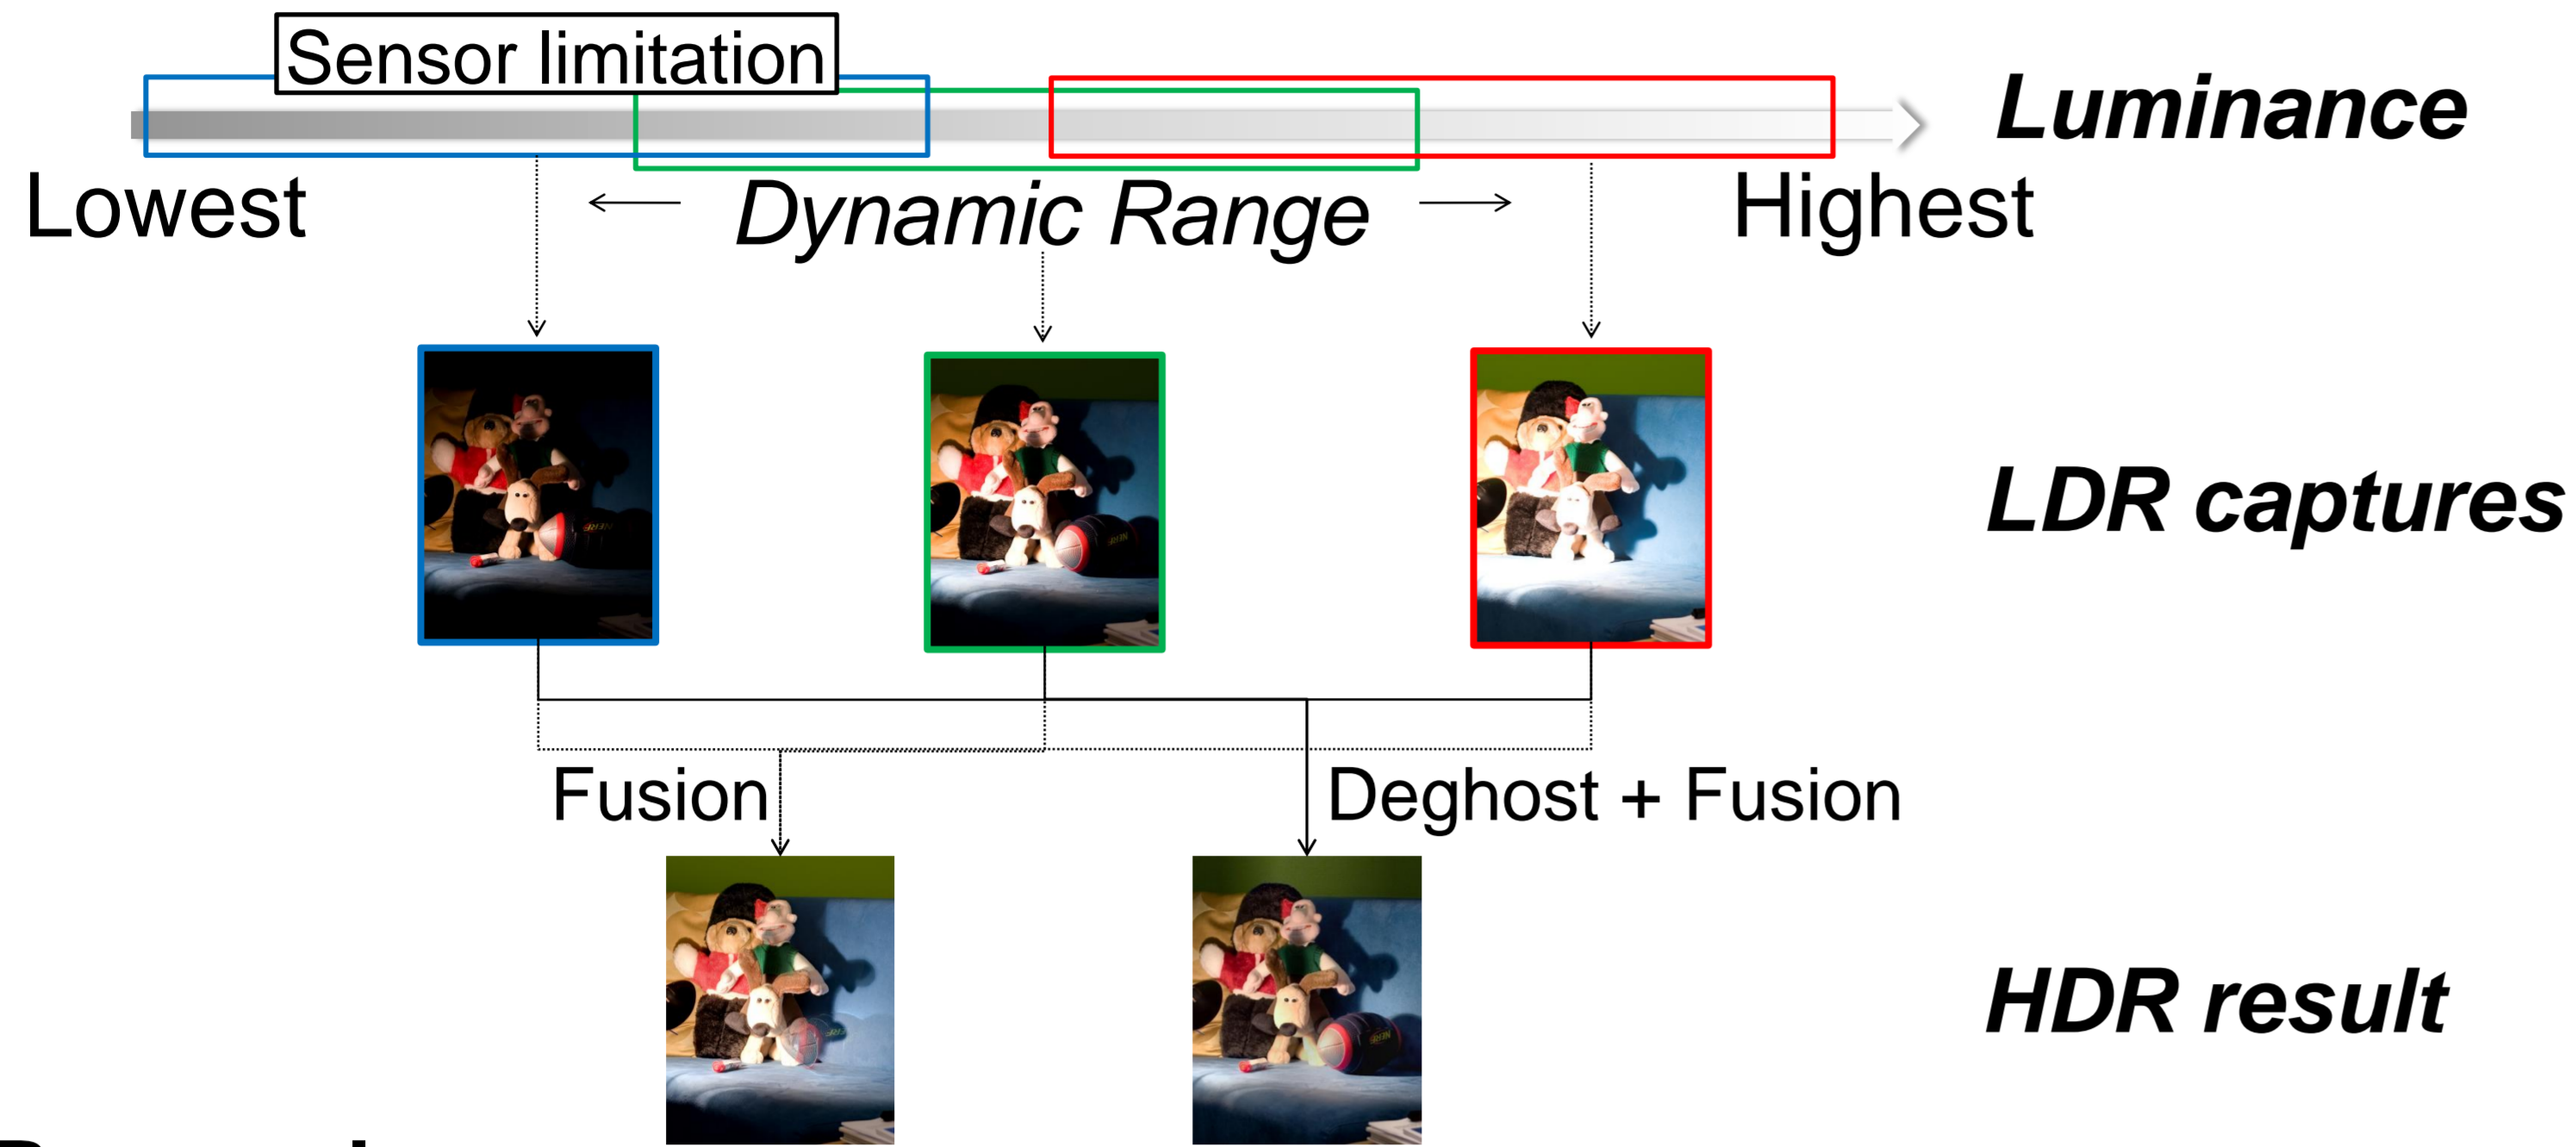 Sensor limitation
Luminance
Lowest
Dynamic Range
Highest
LDR captures
Fusion
Deghost + Fusion
HDR result